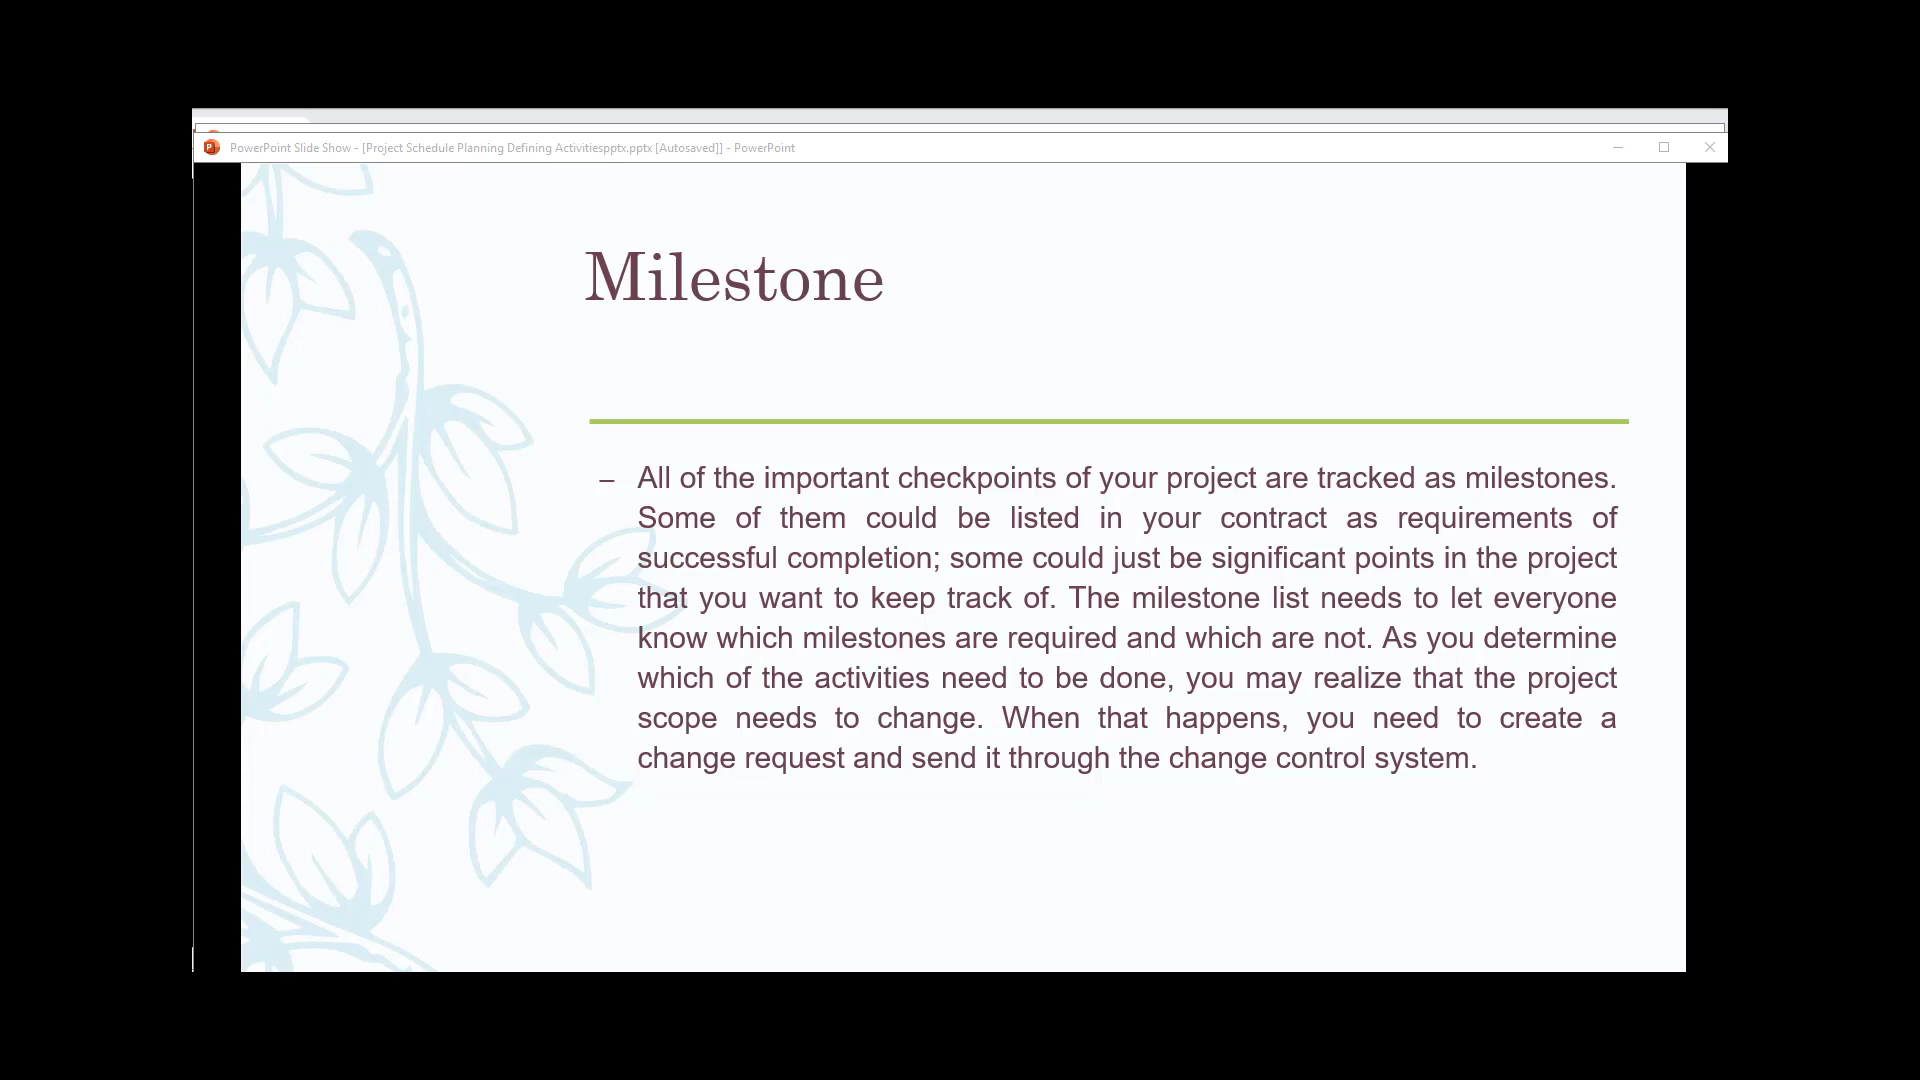 PowerPoint Slide Show - [Project Schedule Planning Defining Activitiespptx.pptx [Autosaved]] - PowerPoint
Milestone
– All of the important checkpoints of your project are tracked as milestones.
Some of them could be listed in your contract as requirements of
successful completion; some could just be significant points in the project
that you want to keep track of. The milestone list needs to let everyone
know which milestones are required and which are not. As you determine
which of the activities need to be done, you may realize that the project
scope needs to change. When that happens, you need to create a
change request and send it through the change control system.